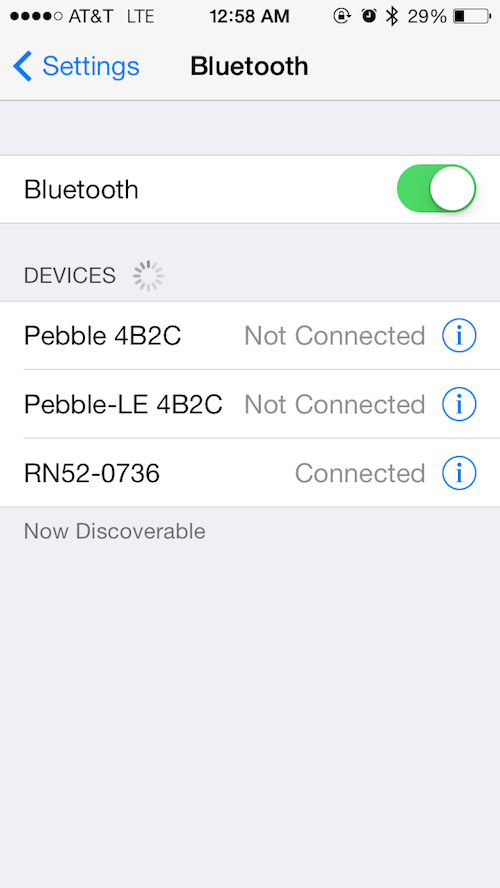 AT&T LTE 12:58 AM 29%
Settings Bluetooth
Bluetooth
DEVICES
Pebble 4B2C Not Connected
Pebble-LE 4B2C Not Connected
RN52-0736 Connected
Now Discoverable